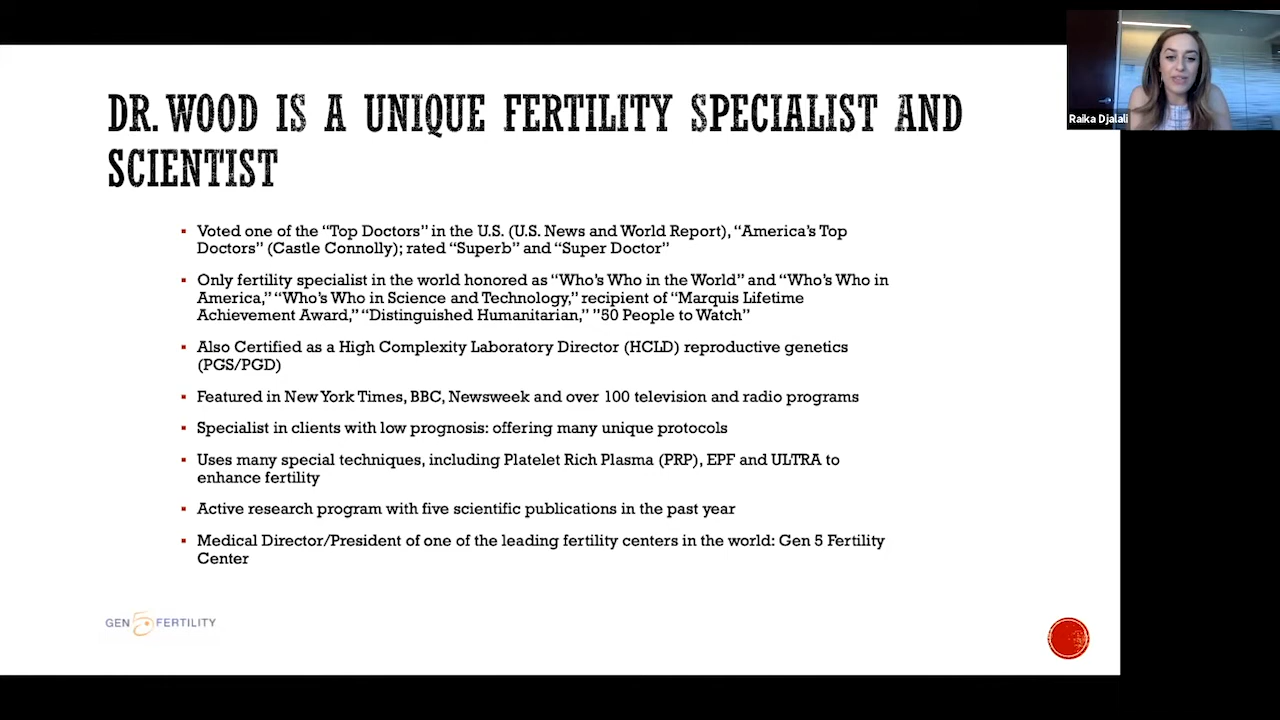 DR. WOOD IS A UNIQUE FERTILITY SPECIALIST AND
SCIENTIST
Voted one of the “Top Doctors” in the U.S. (U.S. News and World Report), “America’s Top
Doctors” (Castle Connolly); rated “Superb” and “Super Doctor”
Only fertility specialist in the world honored as “Who’s Who in the World” and “Who’s Who in
America,” “Who’s Who in Science and Technology,” recipient of “Marquis Lifetime
Achievement Award,” “Distinguished Humanitarian,” ”50 People to Watch”
Also Certified as a High Complexity Laboratory Director (HCLD) reproductive genetics
(PGS/PGD)
Featured in New York Times, BBC, Newsweek and over 100 television and radio programs
Specialist in clients with low prognosis: offering many unique protocols
Uses many special techniques, including Platelet Rich Plasma (PRP), EPF and ULTRA to
enhance fertility
Active research program with five scientific publications in the past year
Medical Director/President of one of the leading fertility centers in the world: Gen 5 Fertility
Center
GEN 5 FERTILITY
Raika Djalali